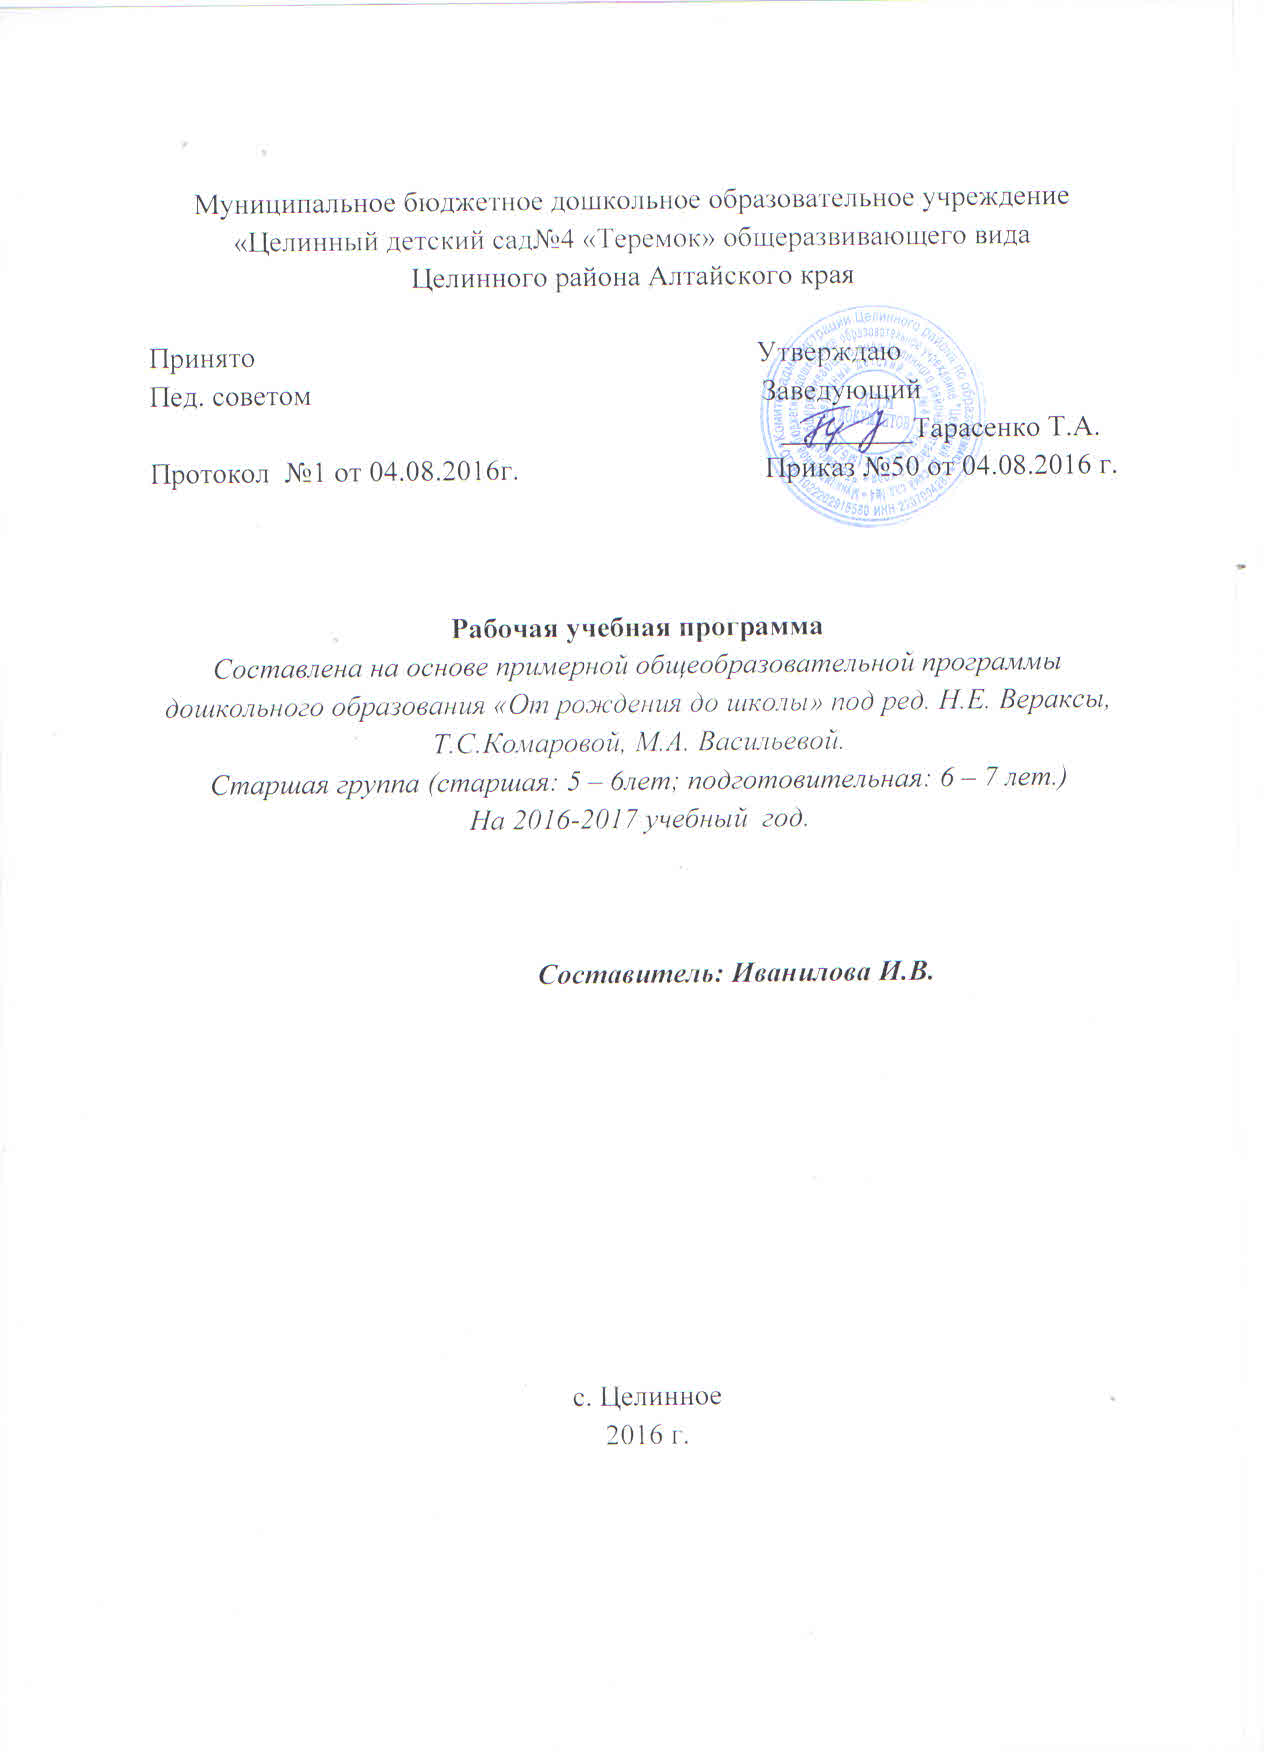 Муниципальное бюджетное дошкольное образовательное учреждение
«Целинный детский сад№4 «Теремок» общеразвивающего вида
Целинного района Алтайского края
Принято Утверждаю
Пед. советом Заведующий
Тарасенко Т.А.
Протокол №1 от 04.08.2016г. Приказ №50 от 04.08.2016 г.
Рабочая учебная программа
Составлена на основе примерной общеобразовательной программы
дошкольного образования «От рождения до школы» под ред. Н.Е. Вераксы,
Т.С.Комаровой, М.А. Васильевой.
Старшая группа (старшая: 5 – 6лет; подготовительная: 6 – 7 лет.)
На 2016-2017 учебный год.
Составитель: Иванилова И.В.
с. Целинное
2016 г.